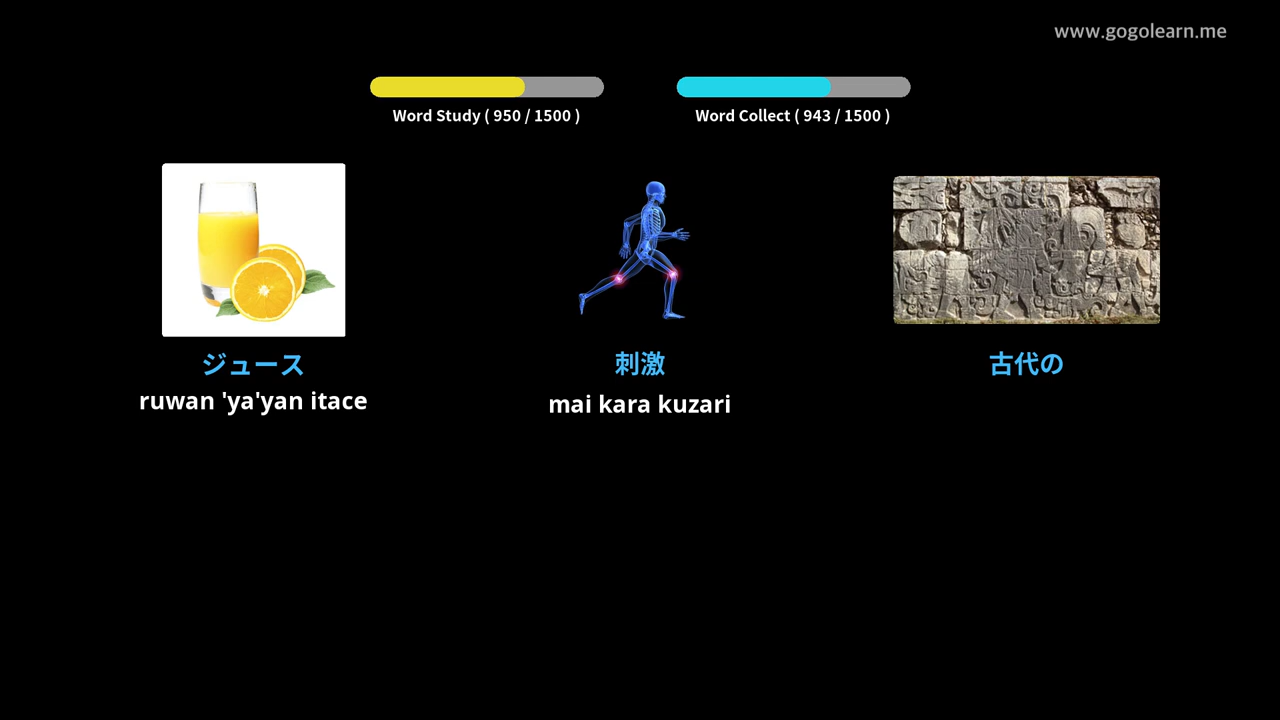 www.gogolearn.me
Word Study ( 950 / 1500 )
Word Collect ( 943 / 1500 )
ジュース
ruwan 'ya'yan itace
刺激
mai kara kuzari
古代の